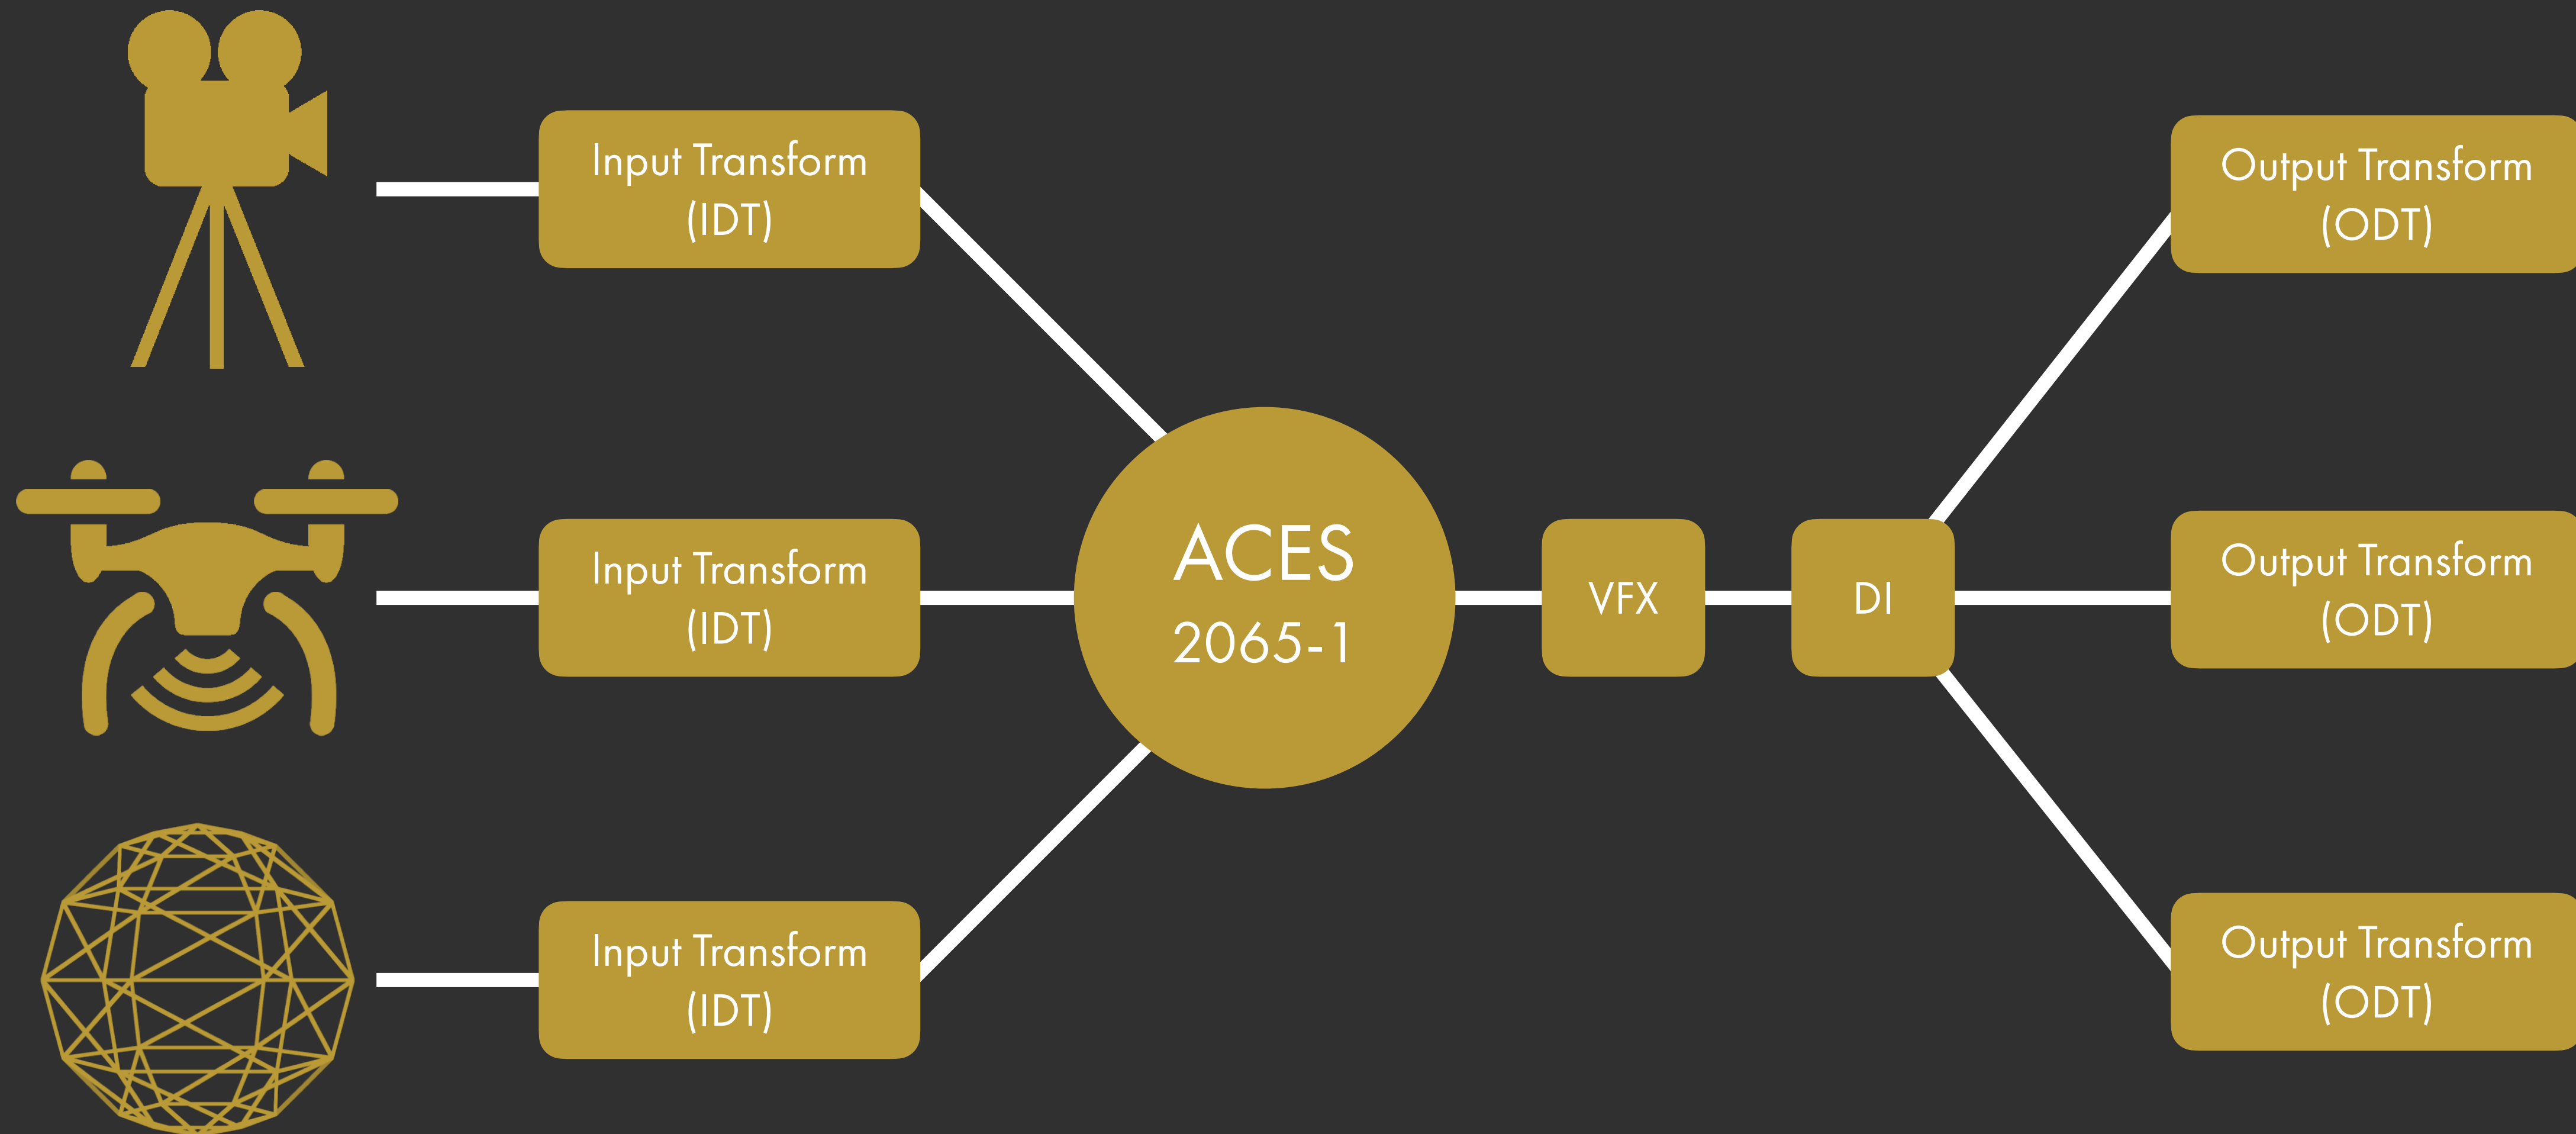 Input Transform
(IDT)
Input Transform
(IDT)
Input Transform
(IDT)
ACES
2065-1
VFX
DI
Output Transform
(ODT)
Output Transform
(ODT)
Output Transform
(ODT)